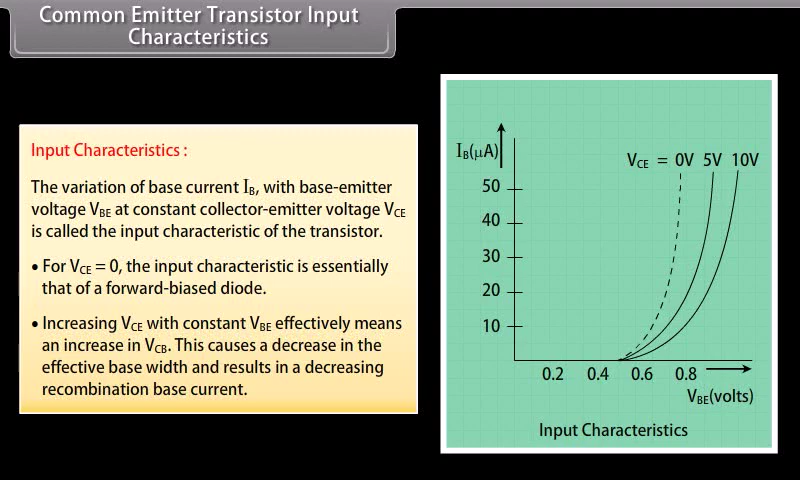 Common Emitter Transistor Input
Characteristics
Input Characteristics :
The variation of base current IB, with base-emitter
voltage VBE at constant collector-emitter voltage VCE
is called the input characteristic of the transistor.
• For VCE = 0, the input characteristic is essentially
that of a forward-biased diode.
• Increasing VCE with constant VBE effectively means
an increase in VCB. This causes a decrease in the
effective base width and results in a decreasing
recombination base current.
IB(μA)
VCE = 0V 5V 10V
50
40
30
20
10
0.2 0.4 0.6 0.8
VBE(volts)
Input Characteristics